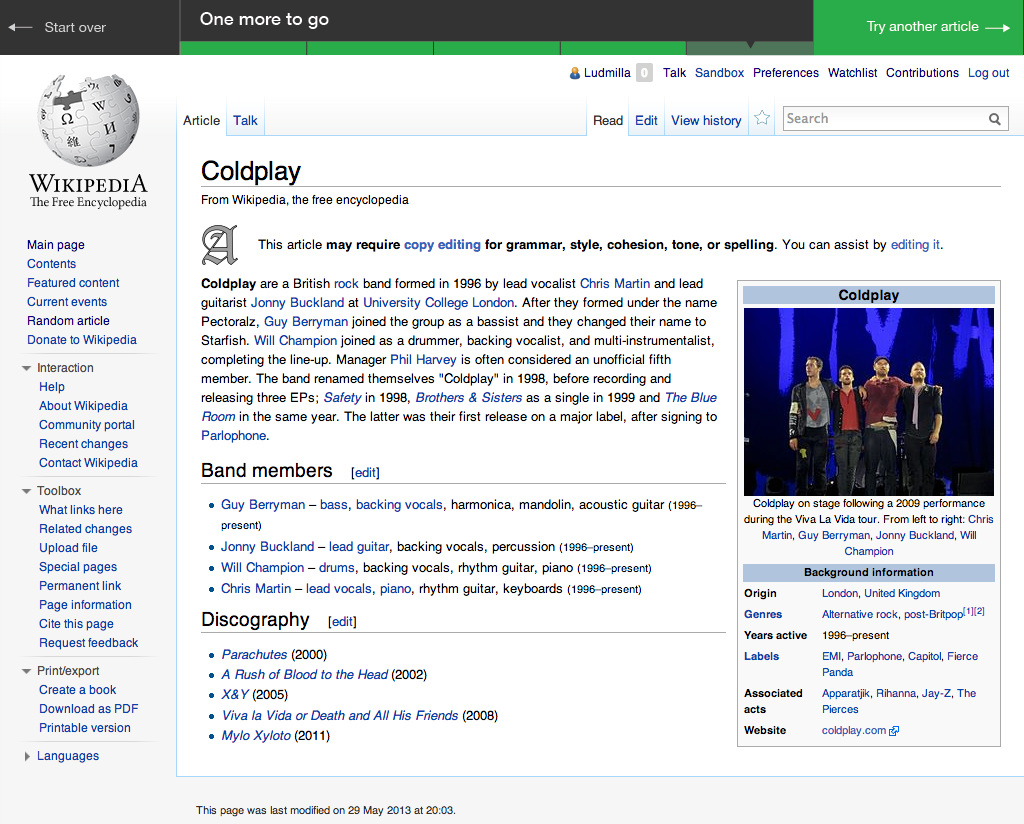 Start over
One more to go
Try another article
Ludmilla 0 Talk Sandbox Preferences Watchlist Contributions Log out
Article Talk Read Edit View history Search
WIKIPEDIA
The Free Encyclopedia
Main page
Contents
Featured content
Current events
Random article
Donate to Wikipedia
Interaction
Help
About Wikipedia
Community portal
Recent changes
Contact Wikipedia
Toolbox
What links here
Related changes
Upload file
Special pages
Permanent link
Page information
Cite this page
Request feedback
Print/export
Create a book
Download as PDF
Printable version
Languages
Coldplay
From Wikipedia, the free encyclopedia
This article may require copy editing for grammar, style, cohesion, tone, or spelling. You can assist by editing it.
Coldplay are a British rock band formed in 1996 by lead vocalist Chris Martin and lead
guitarist Jonny Buckland at University College London. After they formed under the name
Pectoralz, Guy Berryman joined the group as a bassist and they changed their name to
Starfish. Will Champion joined as a drummer, backing vocalist, and multi-instrumentalist,
completing the line-up. Manager Phil Harvey is often considered an unofficial fifth
member. The band renamed themselves "Coldplay" in 1998, before recording and
releasing three EPs; Safety in 1998, Brothers & Sisters as a single in 1999 and The Blue
Room in the same year. The latter was their first release on a major label, after signing to
Parlophone.
Band members [edit]
Guy Berryman – bass, backing vocals, harmonica, mandolin, acoustic guitar (1996–
present)
Jonny Buckland – lead guitar, backing vocals, percussion (1996–present)
Will Champion – drums, backing vocals, rhythm guitar, piano (1996–present)
Chris Martin – lead vocals, piano, rhythm guitar, keyboards (1996–present)
Discography [edit]
Parachutes (2000)
A Rush of Blood to the Head (2002)
X&Y (2005)
Viva la Vida or Death and All His Friends (2008)
Mylo Xyloto (2011)
Coldplay
Coldplay on stage following a 2009 performance
during the Viva La Vida tour. From left to right: Chris
Martin, Guy Berryman, Jonny Buckland, Will
Champion
Background information
Origin London, United Kingdom
Genres Alternative rock, post-Britpop[1][2]
Years active 1996–present
Labels EMI, Parlophone, Capitol, Fierce
Panda
Associated Apparatjik, Rihanna, Jay-Z, The
acts Pierces
Website coldplay.com
This page was last modified on 29 May 2013 at 20:03.